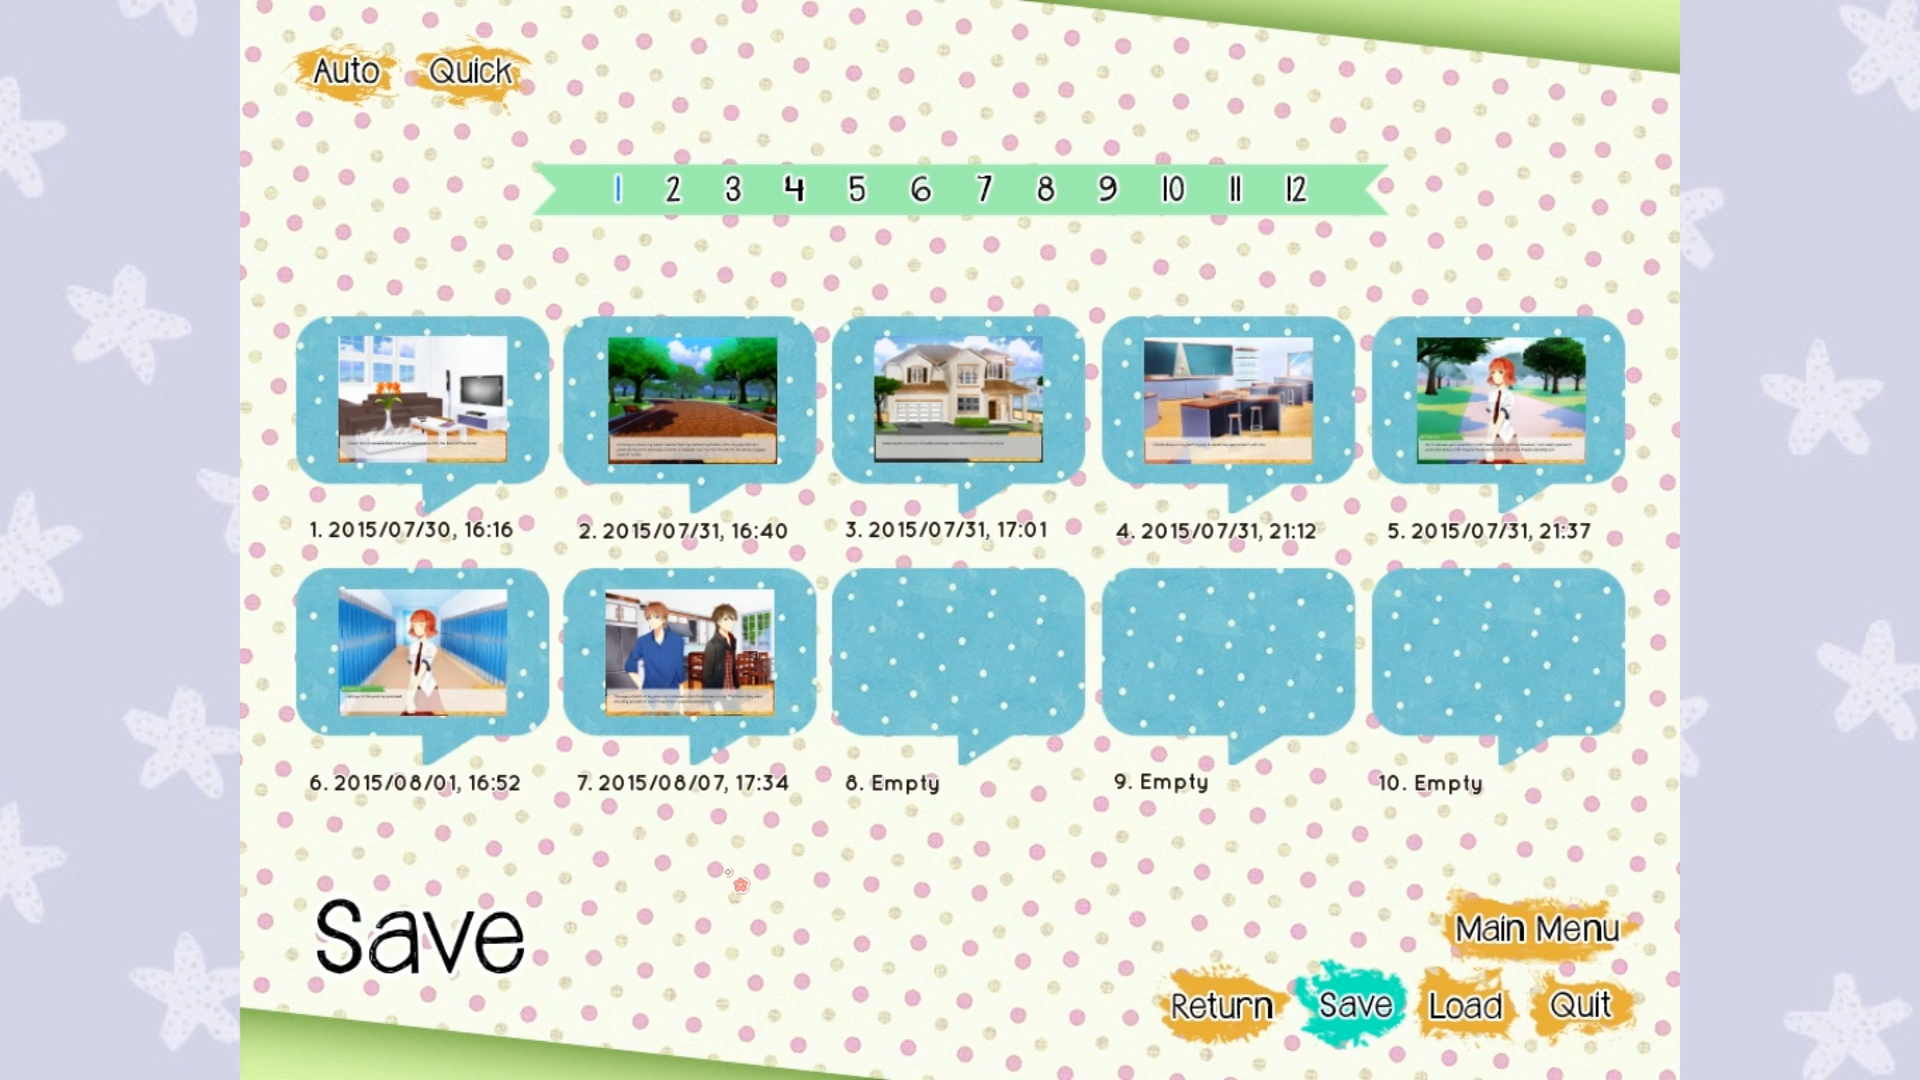 Auto Quick
1 2 3 4 5 6 7 8 9 10 11 12
1. 2015/07/30, 16:16
2. 2015/07/31, 16:40
3. 2015/07/31, 17:01
4. 2015/07/31, 21:12
5. 2015/07/31, 21:37
6. 2015/08/01, 16:52
7. 2015/08/07, 17:34
8. Empty
9. Empty
10. Empty
Save
Main Menu
Return Save Load Quit